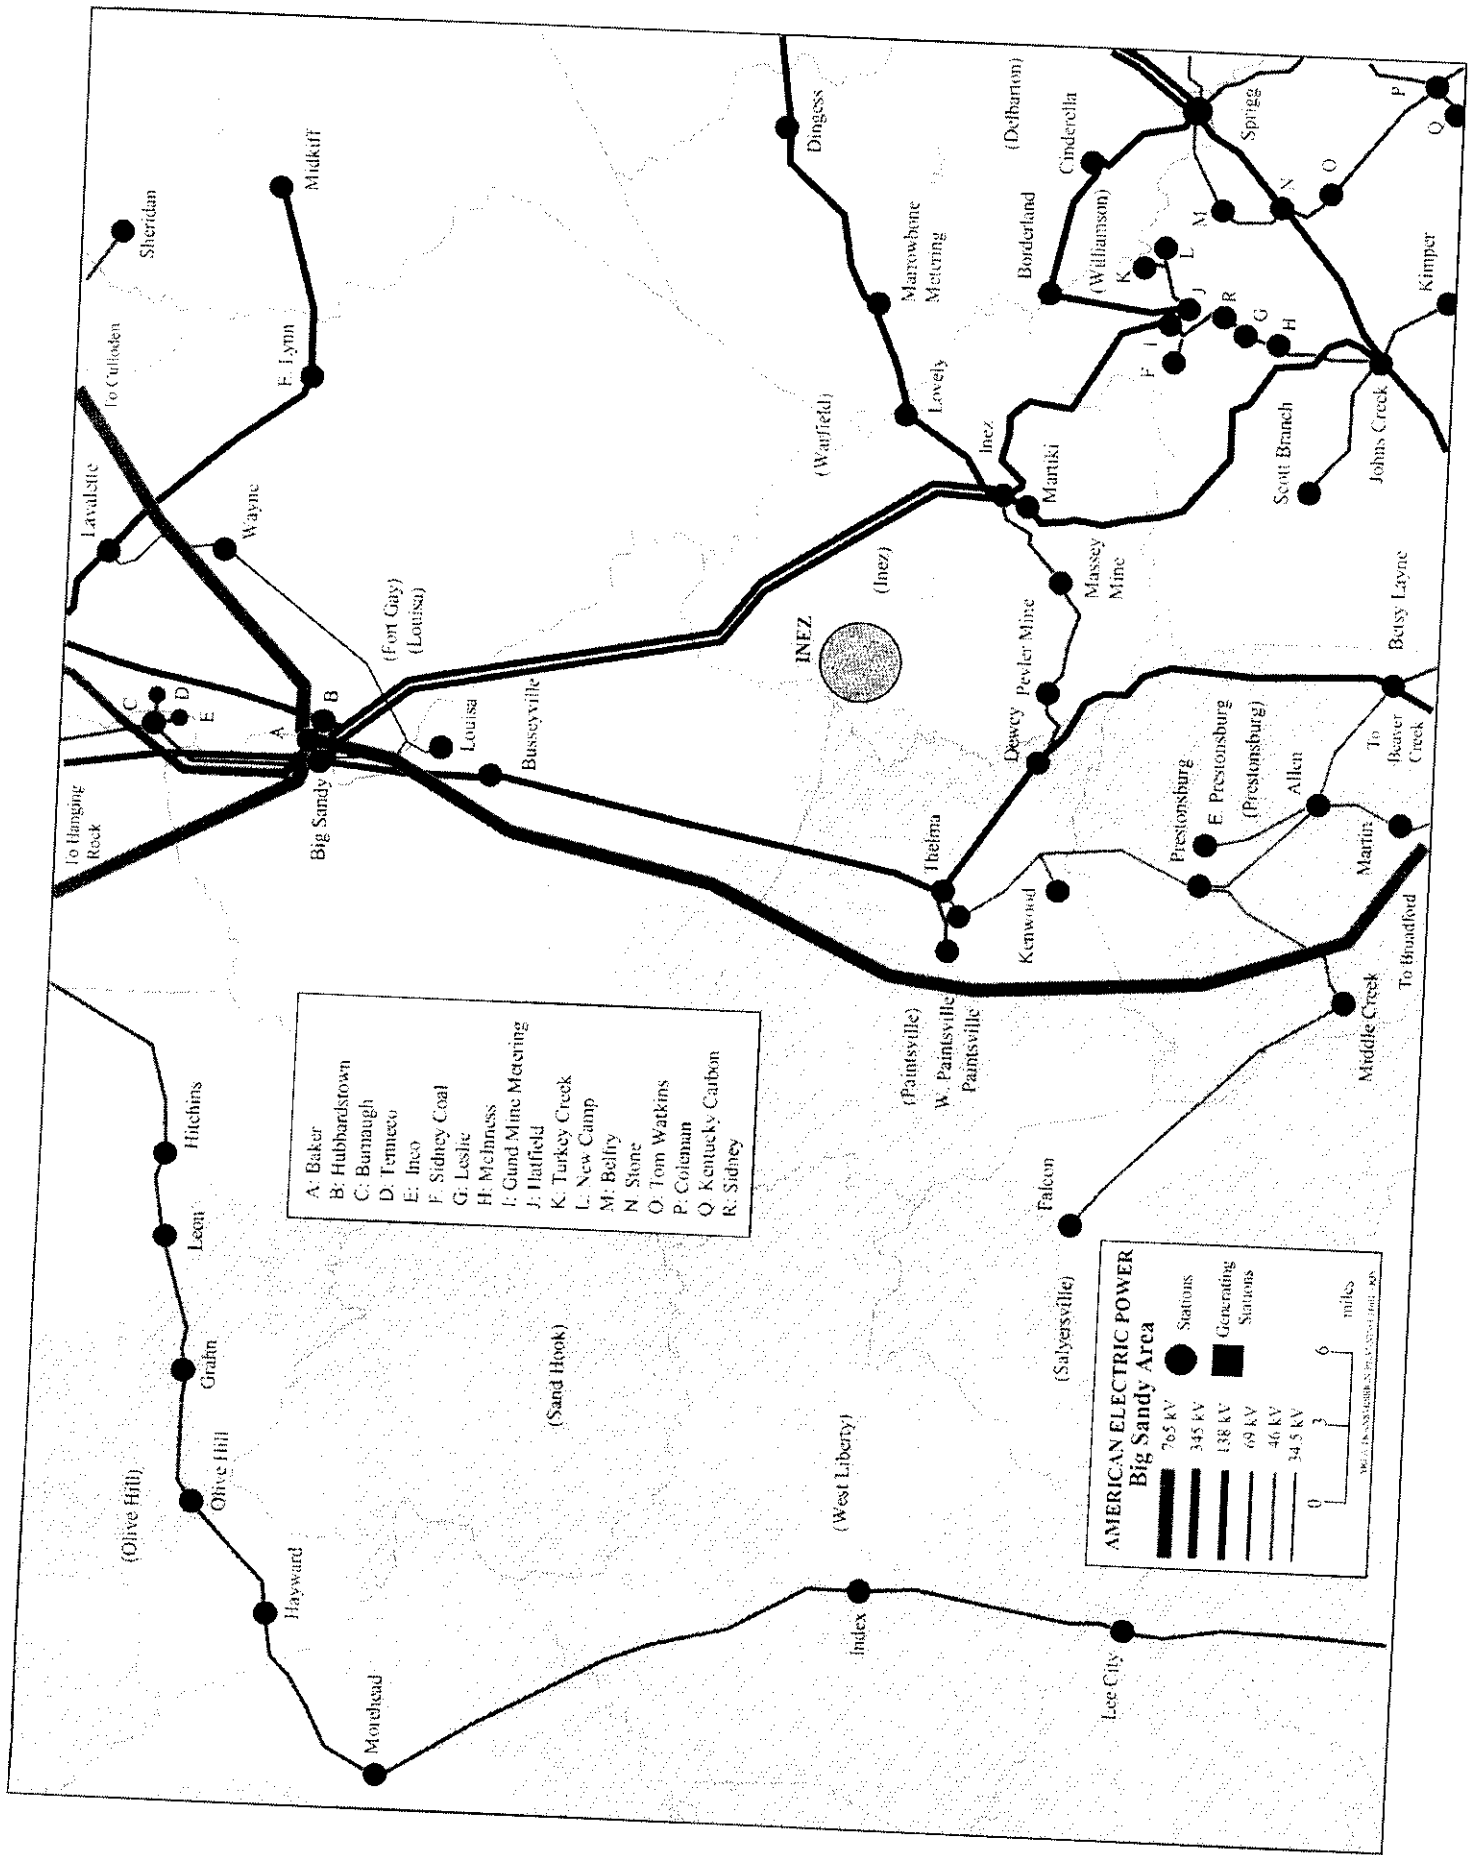 Sheridan
Midkiff
To Culloden
E. Lynn
Lavalette
Wayne
Dingess
Marrowbone
Metering
Lovely
(Warfield)
(Delbarton)
Cinderella
Borderland
(Williamson)
Sprigg
P
Q
O
N
M
L
K
J
I
F
R
G
H
Kimper
Inez
Martiki
Scott Branch
Johns Creek
(Fort Gay)
(Louisa)
C
D
E
A
B
Louisa
Busseyville
Big Sandy
To Hanging
Rock
INEZ
(Inez)
Massey
Mine
Pevler Mine
Dewey
Thelma
Betsy Layne
To
Beaver
Creek
Prestonsburg
E. Prestonsburg
(Prestonsburg)
Allen
Martin
Kenwood
(Paintsville)
W. Paintsville
Paintsville
To Broadford
Middle Creek
Falcon
(Salyersville)
Hitchins
Leon
Grahn
(Olive Hill)
Olive Hill
Hayward
Morehead
(Sand Hook)
(West Liberty)
Index
Lee City
A: Baker
B: Hubbardstown
C: Burnaugh
D: Tenneco
E: Inco
F: Sidney Coal
G: Leslie
H: McInness
I: Gund Mine Metering
J: Hatfield
K: Turkey Creek
L: New Camp
M: Belfry
N: Stone
O: Tom Watkins
P: Coleman
Q: Kentucky Carbon
R: Sidney
AMERICAN ELECTRIC POWER
Big Sandy Area
765 kV
345 kV
138 kV
69 kV
46 kV
34.5 kV
Stations
Generating
Stations
0 3 6
miles